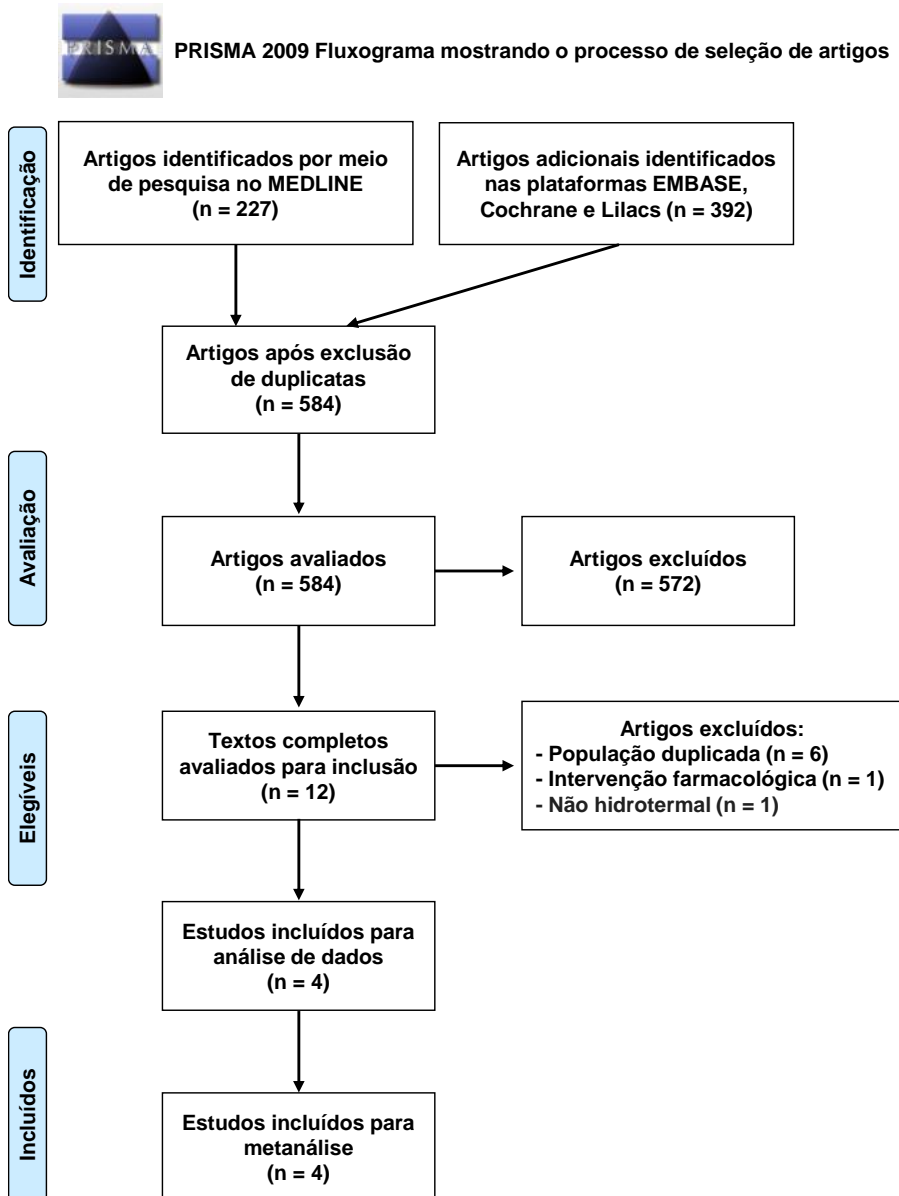 PRISMA
PRISMA 2009 Fluxograma mostrando o processo de seleção de artigos
Identificação
Artigos identificados por meio
de pesquisa no MEDLINE
(n = 227)
Artigos adicionais identificados
nas plataformas EMBASE,
Cochrane e Lilacs (n = 392)
Artigos após exclusão
de duplicatas
(n = 584)
Avaliação
Artigos avaliados
(n = 584)
Artigos excluídos
(n = 572)
Elegíveis
Textos completos
avaliados para inclusão
(n = 12)
Artigos excluídos:
- População duplicada (n = 6)
- Intervenção farmacológica (n = 1)
- Não hidrotermal (n = 1)
Estudos incluídos para
análise de dados
(n = 4)
Incluídos
Estudos incluídos para
metanálise
(n = 4)